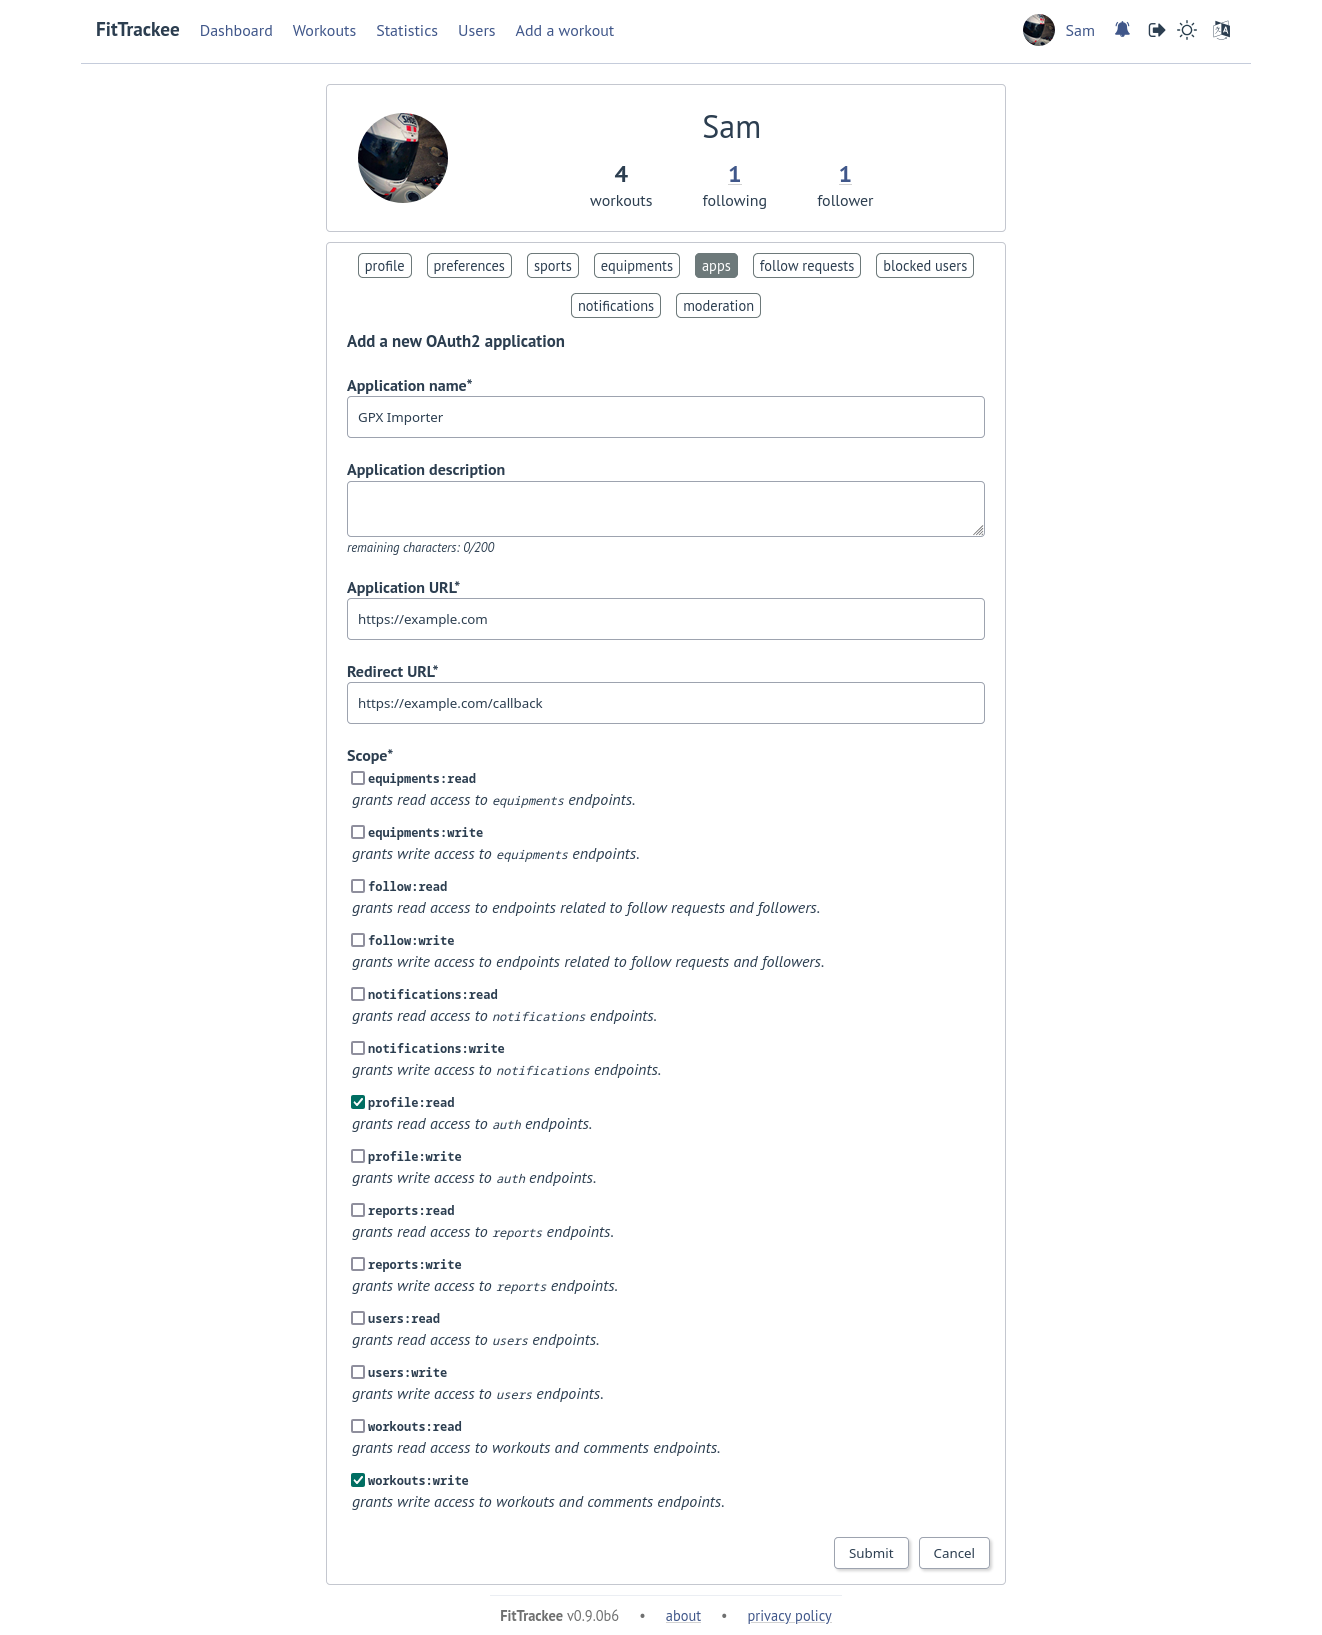 FitTrackee Dashboard Workouts Statistics Users Add a workout Sam
Sam
4 1 1
workouts following follower
profile preferences sports equipments apps follow requests blocked users
notifications moderation
Add a new OAuth2 application
Application name*
GPX Importer
Application description
remaining characters: 0/200
Application URL*
https://example.com
Redirect URL*
https://example.com/callback
Scope*
equipments:read
grants read access to equipments endpoints.
equipments:write
grants write access to equipments endpoints.
follow:read
grants read access to endpoints related to follow requests and followers.
follow:write
grants write access to endpoints related to follow requests and followers.
notifications:read
grants read access to notifications endpoints.
notifications:write
grants write access to notifications endpoints.
profile:read
grants read access to auth endpoints.
profile:write
grants write access to auth endpoints.
reports:read
grants read access to reports endpoints.
reports:write
grants write access to reports endpoints.
users:read
grants read access to users endpoints.
users:write
grants write access to users endpoints.
workouts:read
grants read access to workouts and comments endpoints.
workouts:write
grants write access to workouts and comments endpoints.
Submit Cancel
FitTrackee v0.9.0b6 • about • privacy policy